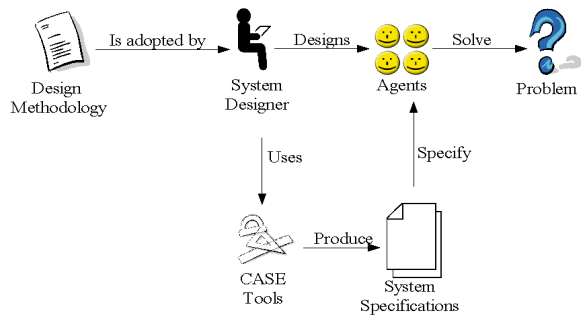 Is adopted by
Designs
Solve
Design
Methodology
System
Designer
Agents
Problem
Uses
Specify
Produce
CASE
Tools
System
Specifications